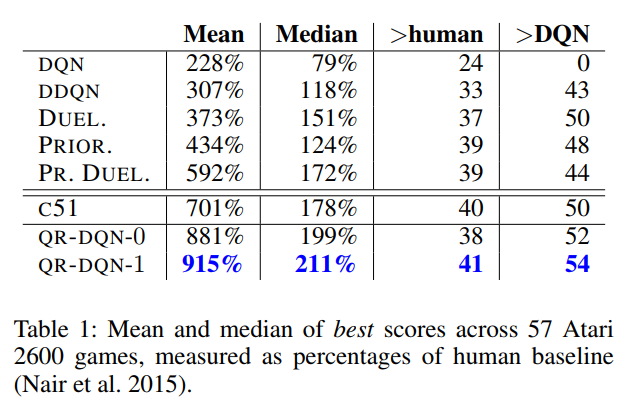 Mean Median >human >DQN
DQN 228% 79% 24 0
DDQN 307% 118% 33 43
DUEL. 373% 151% 37 50
PRIOR. 434% 124% 39 48
PR. DUEL. 592% 172% 39 44
C51 701% 178% 40 50
QR-DQN-0 881% 199% 38 52
QR-DQN-1 915% 211% 41 54
Table 1: Mean and median of best scores across 57 Atari
2600 games, measured as percentages of human baseline
(Nair et al. 2015).